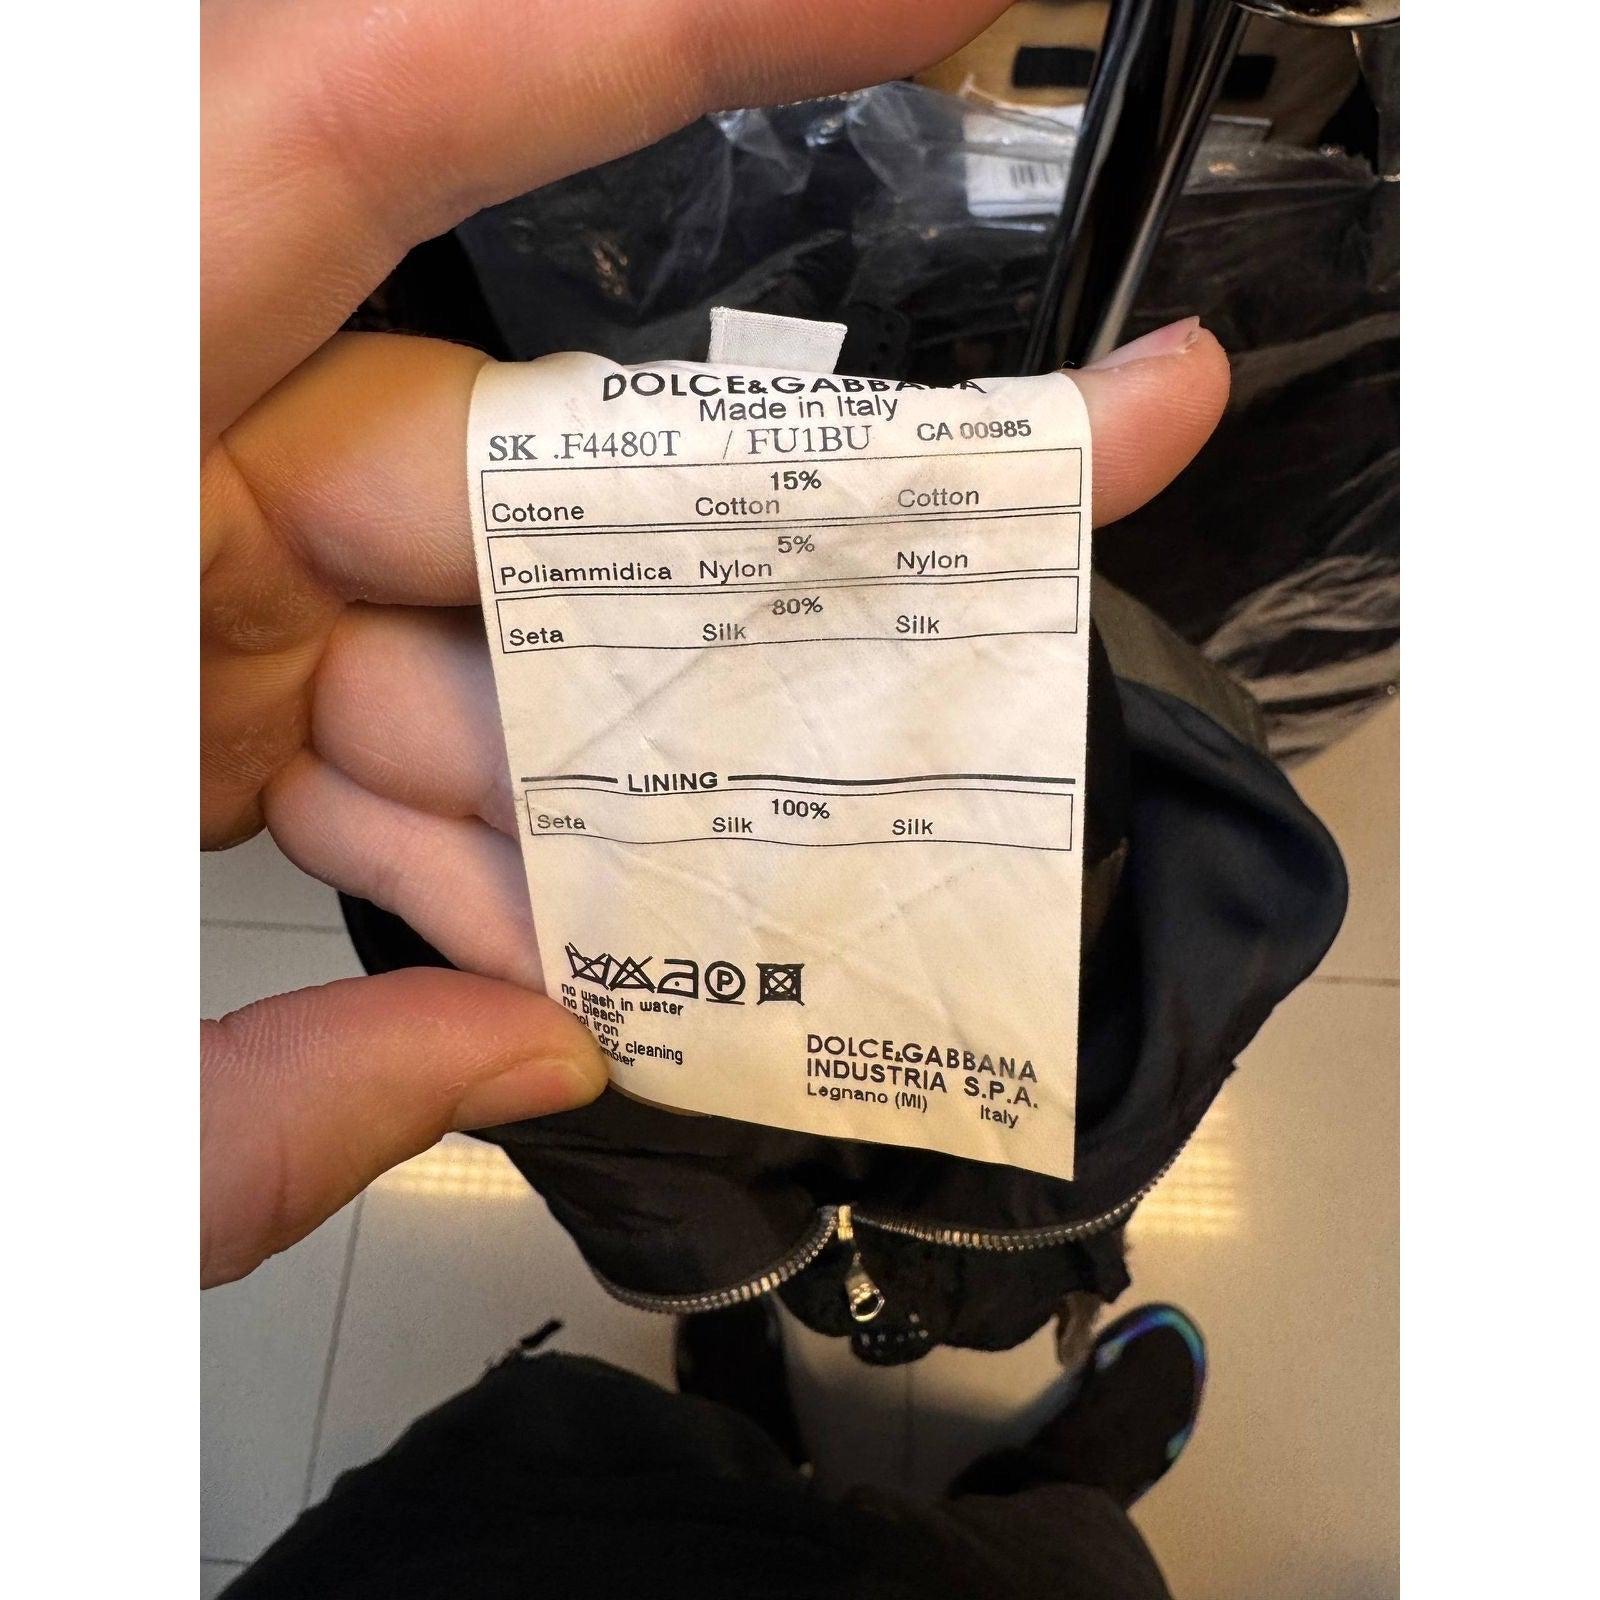 DOLCE&GABBANA
Made in Italy
SK .F4480T / FU1BU CA 00985
15%
Cotone Cotton Cotton
5%
Poliammidica Nylon Nylon
80%
Seta Silk Silk
LINING
100%
Seta Silk Silk
P
no wash in water
no bleach
iron
dry cleaning
DOLCE&GABBANA
INDUSTRIA S.P.A.
Legnano (MI) Italy